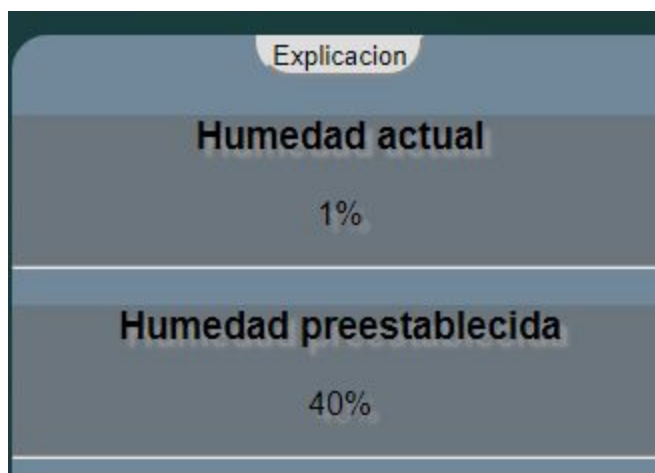 Explicacion
Humedad actual
1%
Humedad preestablecida
40%